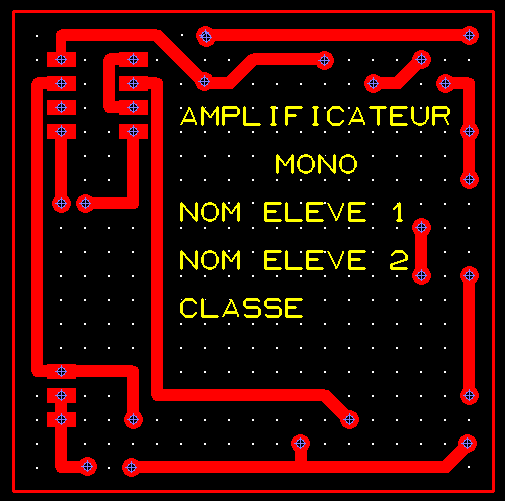 AMPLIFICATEUR
MONO
NOM ELEVE 1
NOM ELEVE 2
CLASSE